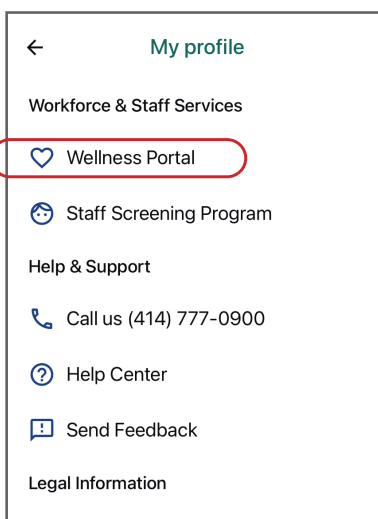 My profile
Workforce & Staff Services
Wellness Portal
Staff Screening Program
Help & Support
Call us (414) 777-0900
Help Center
Send Feedback
Legal Information